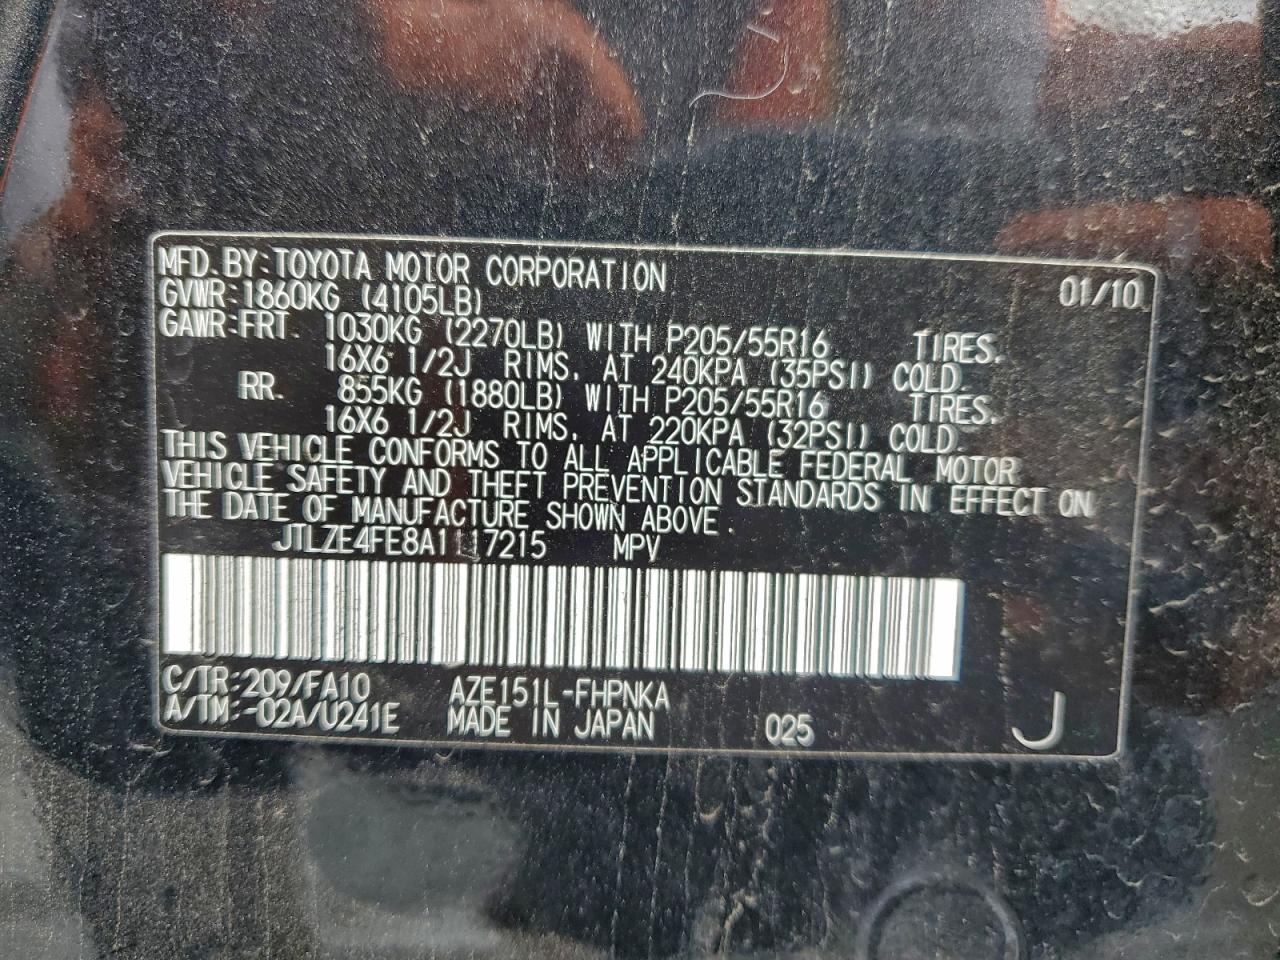 MFD. BY: TOYOTA MOTOR CORPORATION 01/10
GVWR: 1860KG (4105LB)
GAWR: FRT. 1030KG (2270LB) WITH P205/55R16 TIRES,
16X6 1/2J RIMS, AT 240KPA (35PSI) COLD.
RR. 855KG (1880LB) WITH P205/55R16 TIRES,
16X6 1/2J RIMS, AT 220KPA (32PSI) COLD.
THIS VEHICLE CONFORMS TO ALL APPLICABLE FEDERAL MOTOR
VEHICLE SAFETY AND THEFT PREVENTION STANDARDS IN EFFECT ON
THE DATE OF MANUFACTURE SHOWN ABOVE.
JTLZE4FE8A1117215 MPV
C/TR: 209/FA10 AZE151L-FHPNKA
A/TM: -02A/U241E MADE IN JAPAN 025 J